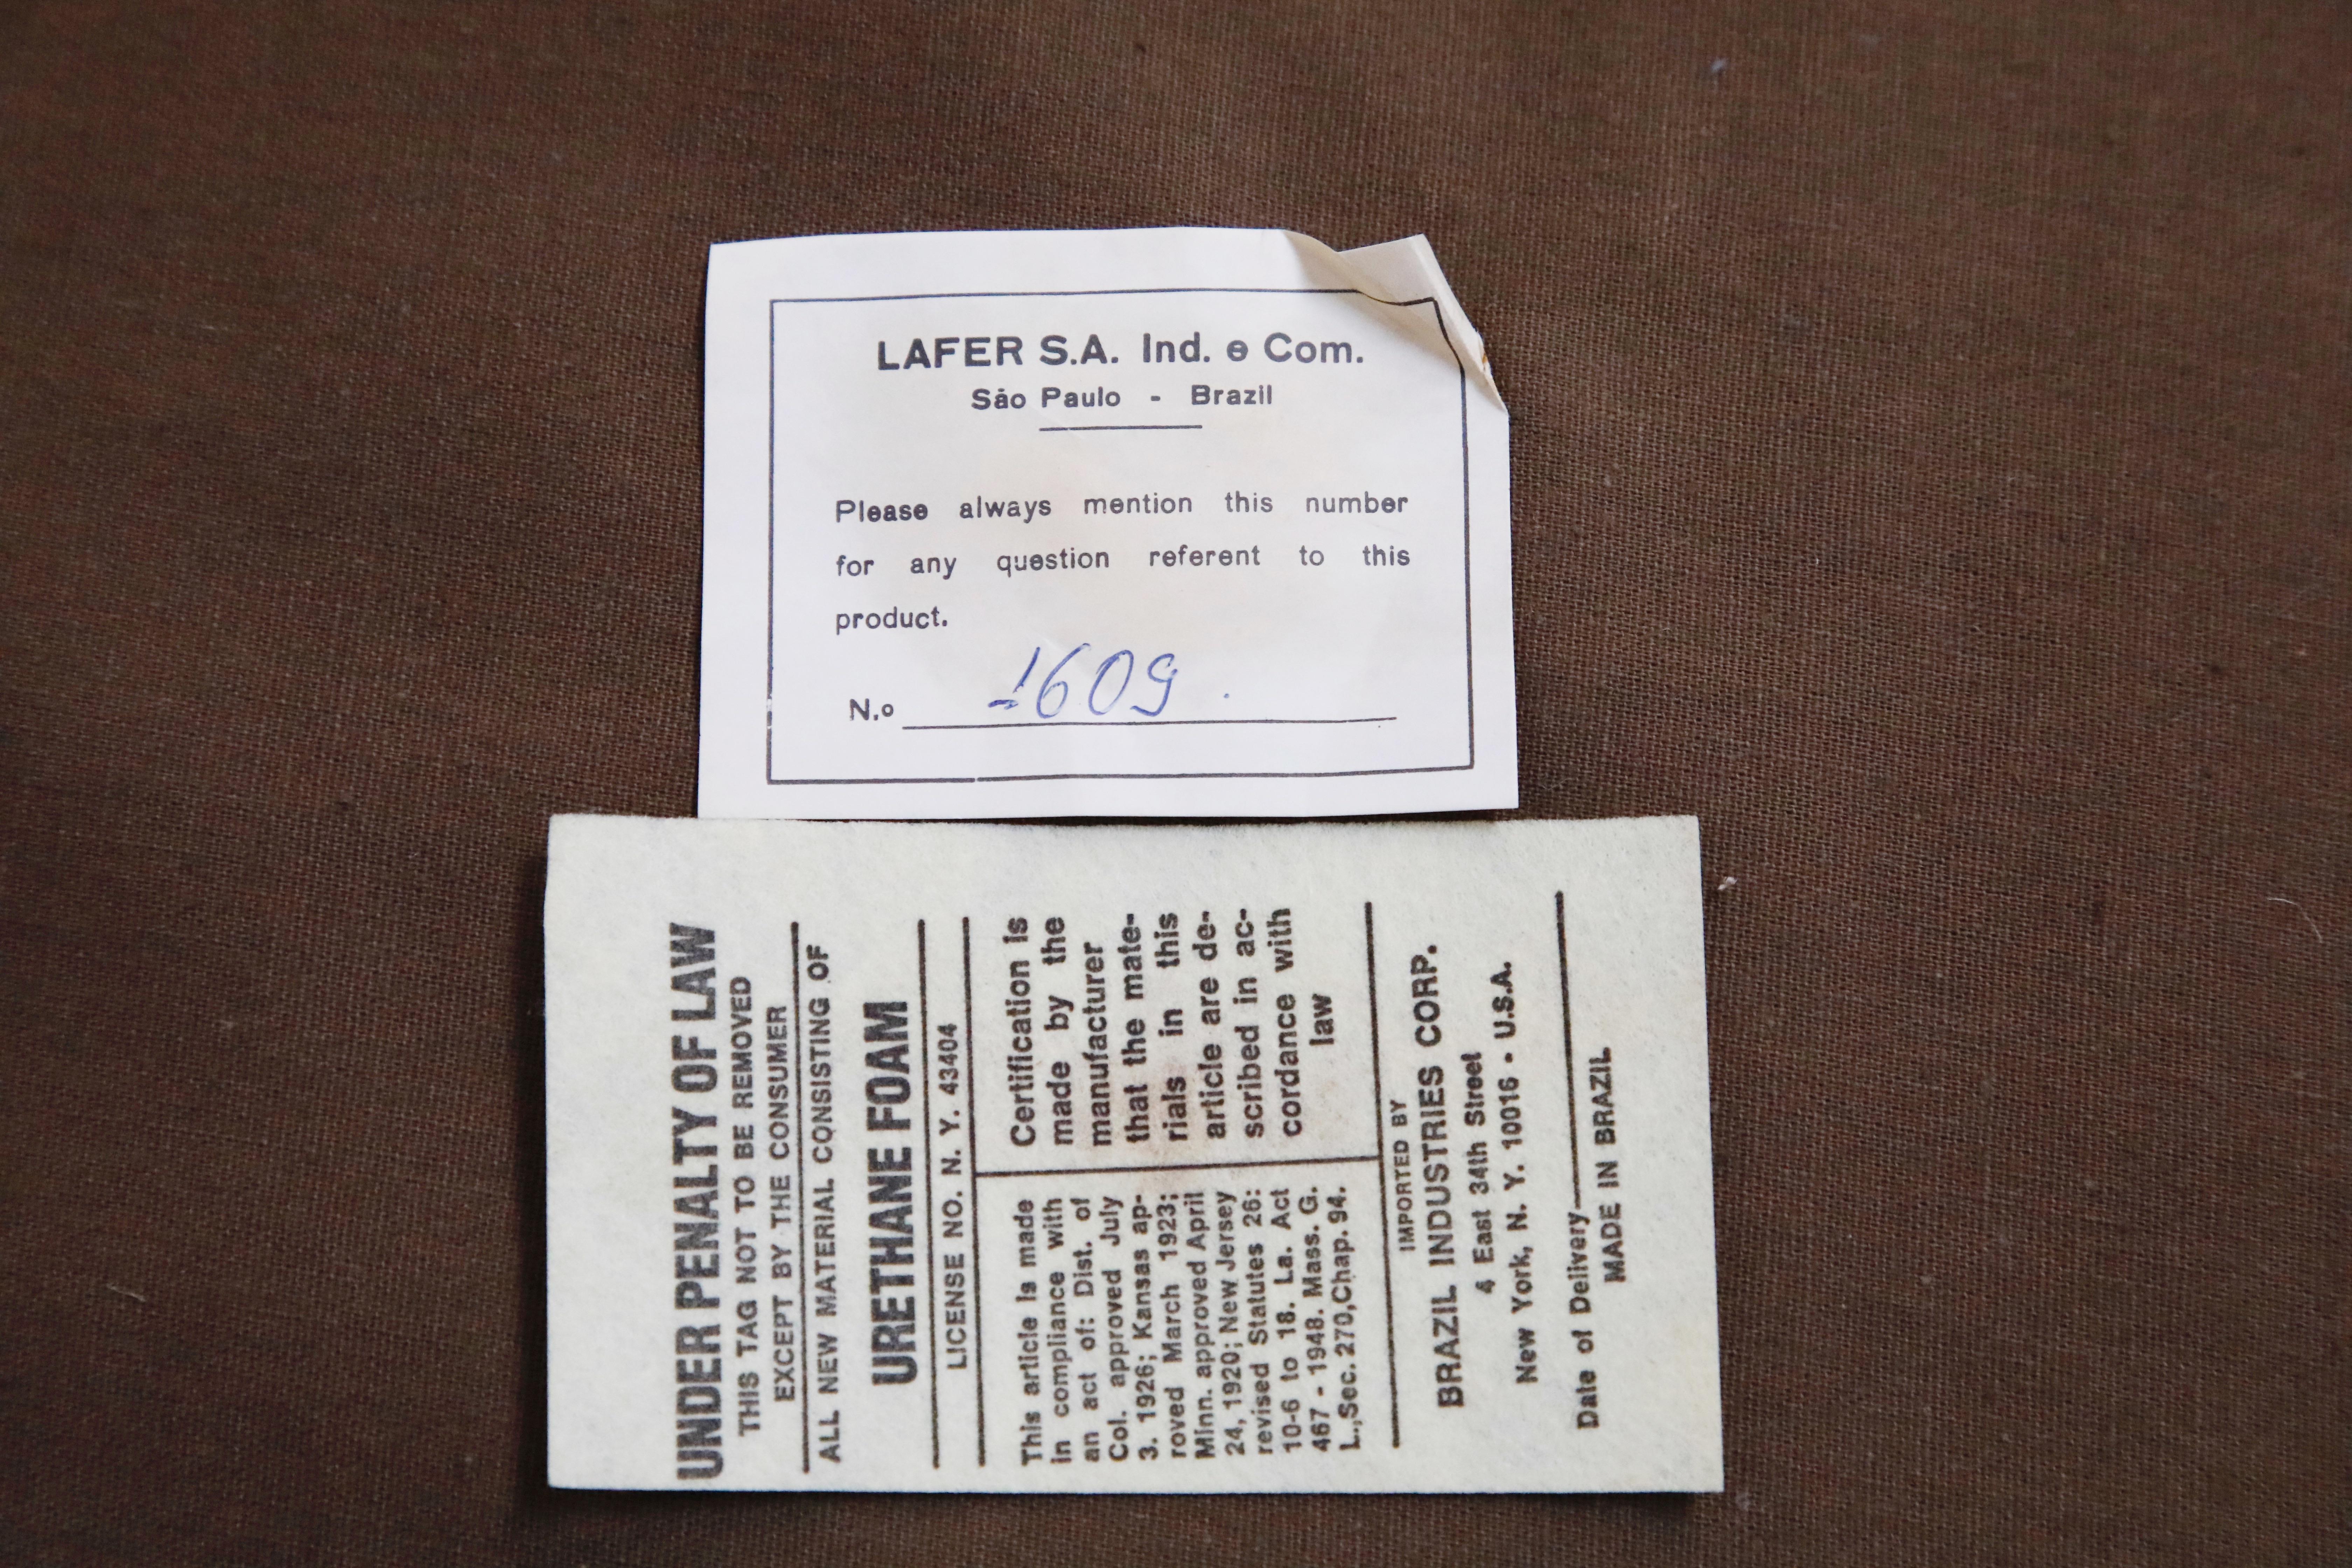 LAFER S.A. Ind. e Com.
São Paulo - Brazil
Please always mention this number
for any question referent to this
product.
N.o 1609.
UNDER PENALTY OF LAW
THIS TAG NOT TO BE REMOVED
EXCEPT BY THE CONSUMER
ALL NEW MATERIAL CONSISTING OF
URETHANE FOAM
LICENSE NO. N. Y. 43404
This article is made
in compliance with
an act of: Dist. of
Col. approved July
3. 1926; Kansas ap-
roved March 1923;
Minn. approved April
24, 1920; New Jersey
revised Statutes 26:
10-6 to 18. La. Act
467 - 1948. Mass. G.
L.,Sec. 270,Chap. 94.
Certification is
made by the
manufacturer
that the mate-
rials in this
article are de-
scribed in ac-
cordance with
law
IMPORTED BY
BRAZIL INDUSTRIES CORP.
4 East 34th Street
New York, N. Y. 10016 - U.S.A.
Date of Delivery
MADE IN BRAZIL